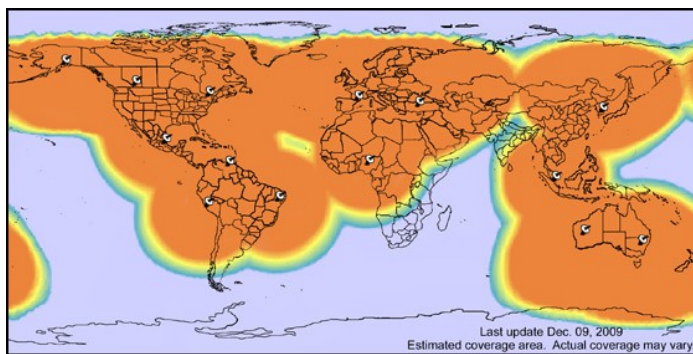 Last update Dec. 09, 2009
Estimated coverage area. Actual coverage may vary